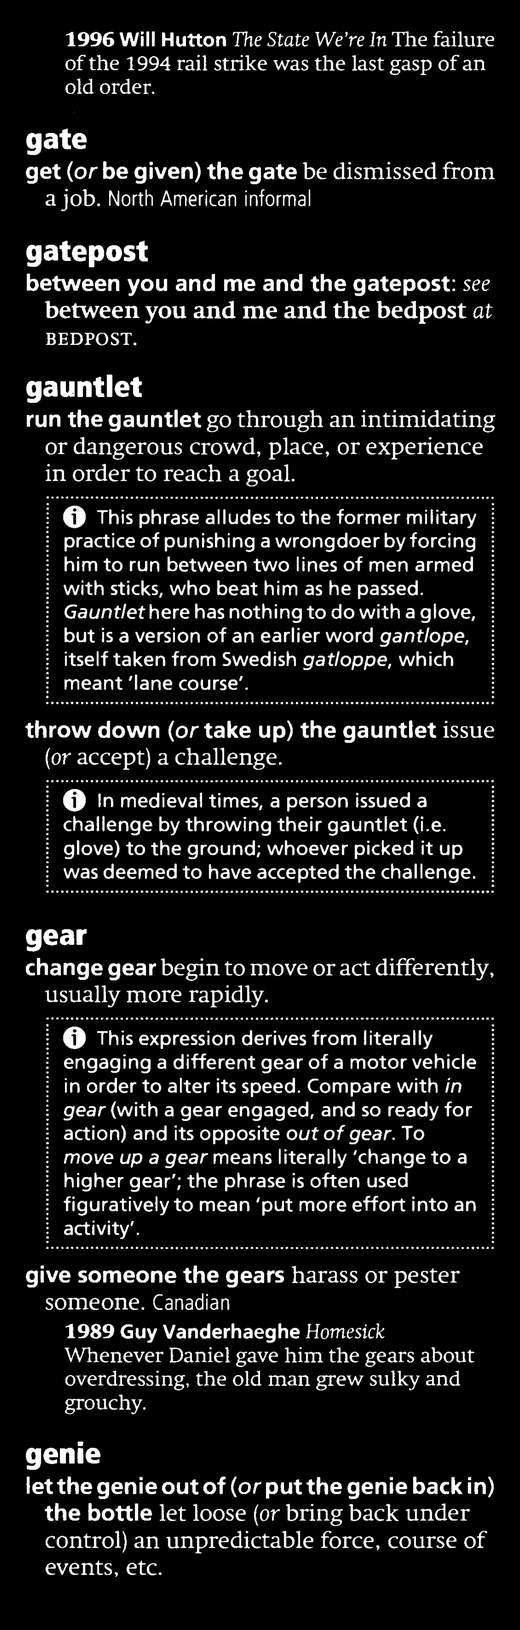 1996 Will Hutton The State We're In The failure
of the 1994 rail strike was the last gasp of an
old order.
gate
get (or be given) the gate be dismissed from
a job. North American informal
gatepost
between you and me and the gatepost: see
between you and me and the bedpost at
BEDPOST.
gauntlet
run the gauntlet go through an intimidating
or dangerous crowd, place, or experience
in order to reach a goal.
i This phrase alludes to the former military
practice of punishing a wrongdoer by forcing
him to run between two lines of men armed
with sticks, who beat him as he passed.
Gauntlet here has nothing to do with a glove,
but is a version of an earlier word gantlope,
itself taken from Swedish gatloppe, which
meant 'lane course'.
throw down (or take up) the gauntlet issue
(or accept) a challenge.
i In medieval times, a person issued a
challenge by throwing their gauntlet (i.e.
glove) to the ground; whoever picked it up
was deemed to have accepted the challenge.
gear
change gear begin to move or act differently,
usually more rapidly.
i This expression derives from literally
engaging a different gear of a motor vehicle
in order to alter its speed. Compare with in
gear (with a gear engaged, and so ready for
action) and its opposite out of gear. To
move up a gear means literally 'change to a
higher gear'; the phrase is often used
figuratively to mean 'put more effort into an
activity'.
give someone the gears harass or pester
someone. Canadian
1989 Guy Vanderhaeghe Homesick
Whenever Daniel gave him the gears about
overdressing, the old man grew sulky and
grouchy.
genie
let the genie out of (or put the genie back in)
the bottle let loose (or bring back under
control) an unpredictable force, course of
events, etc.